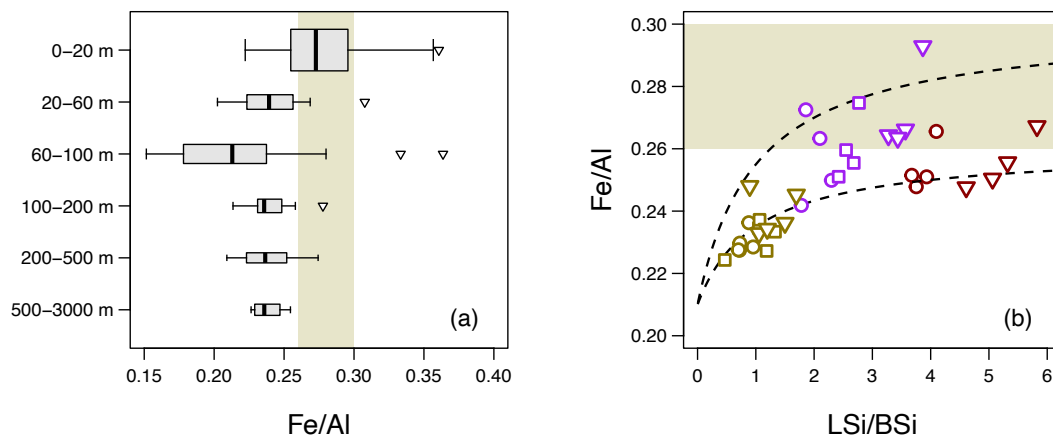 0−20 m
20−60 m
60−100 m
100−200 m
200−500 m
500−3000 m
(a)
0.15 0.20 0.25 0.30 0.35 0.40
Fe/Al
0.30
0.28
0.26
0.24
0.22
0.20
Fe/Al
(b)
0 1 2 3 4 5 6
LSi/BSi